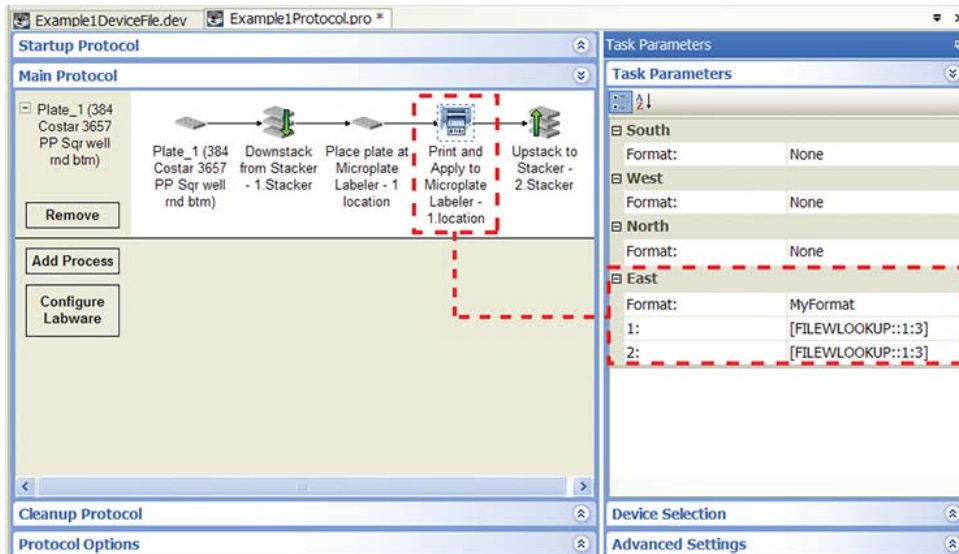 Example1DeviceFile.dev
Example1Protocol.pro *
Startup Protocol
Main Protocol
Plate_1 (384
Costar 3657
PP Sqr well
rnd btm)
Remove
Plate_1 (384
Costar 3657
PP Sqr well
rnd btm)
Downstack
from Stacker
- 1.Stacker
Place plate at
Microplate
Labeler - 1
location
Print and
Apply to
Microplate
Labeler -
1.location
Upstack to
Stacker -
2.Stacker
Add Process
Configure
Labware
Cleanup Protocol
Protocol Options
Task Parameters
Task Parameters
South
Format: None
West
Format: None
North
Format: None
East
Format: MyFormat
1: [FILEWLOOKUP::1:3]
2: [FILEWLOOKUP::1:3]
Device Selection
Advanced Settings